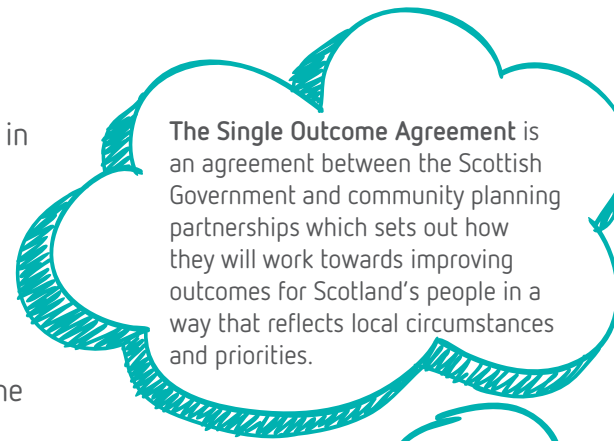 in
The Single Outcome Agreement is
an agreement between the Scottish
Government and community planning
partnerships which sets out how
they will work towards improving
outcomes for Scotland's people in a
way that reflects local circumstances
and priorities.